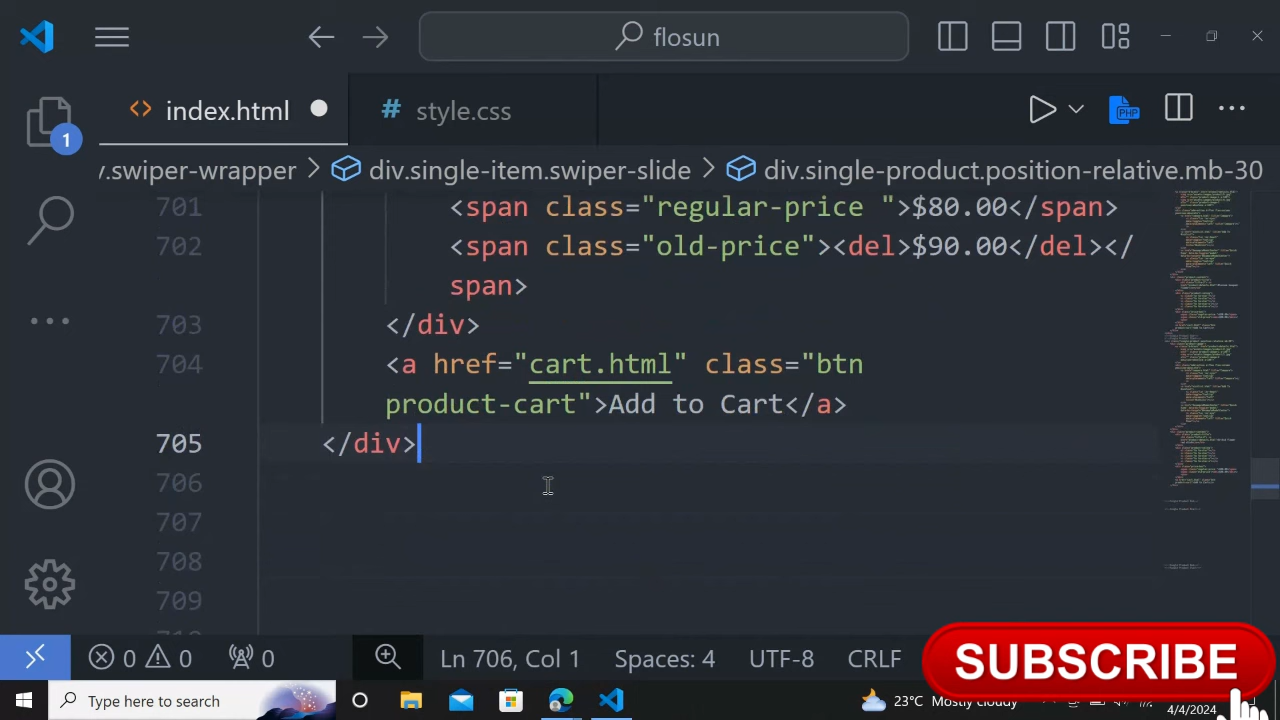 flosun
index.html
style.css
PHP
1
/.swiper-wrapper > div.single-item.swiper-slide > div.single-product.position-relative.mb-30
701 <span class="regular-price ">$ .00</span>
702 <span class="old-price"><del>$ .00</del></
span>
703 </div>
704 <a href="cart.html" class="btn
product-cart">Add to Cart</a>
705 </div>
706
707
708
709
0 0 0
Ln 706, Col 1 Spaces: 4 UTF-8 CRLF
SUBSCRIBE
Type here to search
23°C Mostly cloudy
4/4/2024